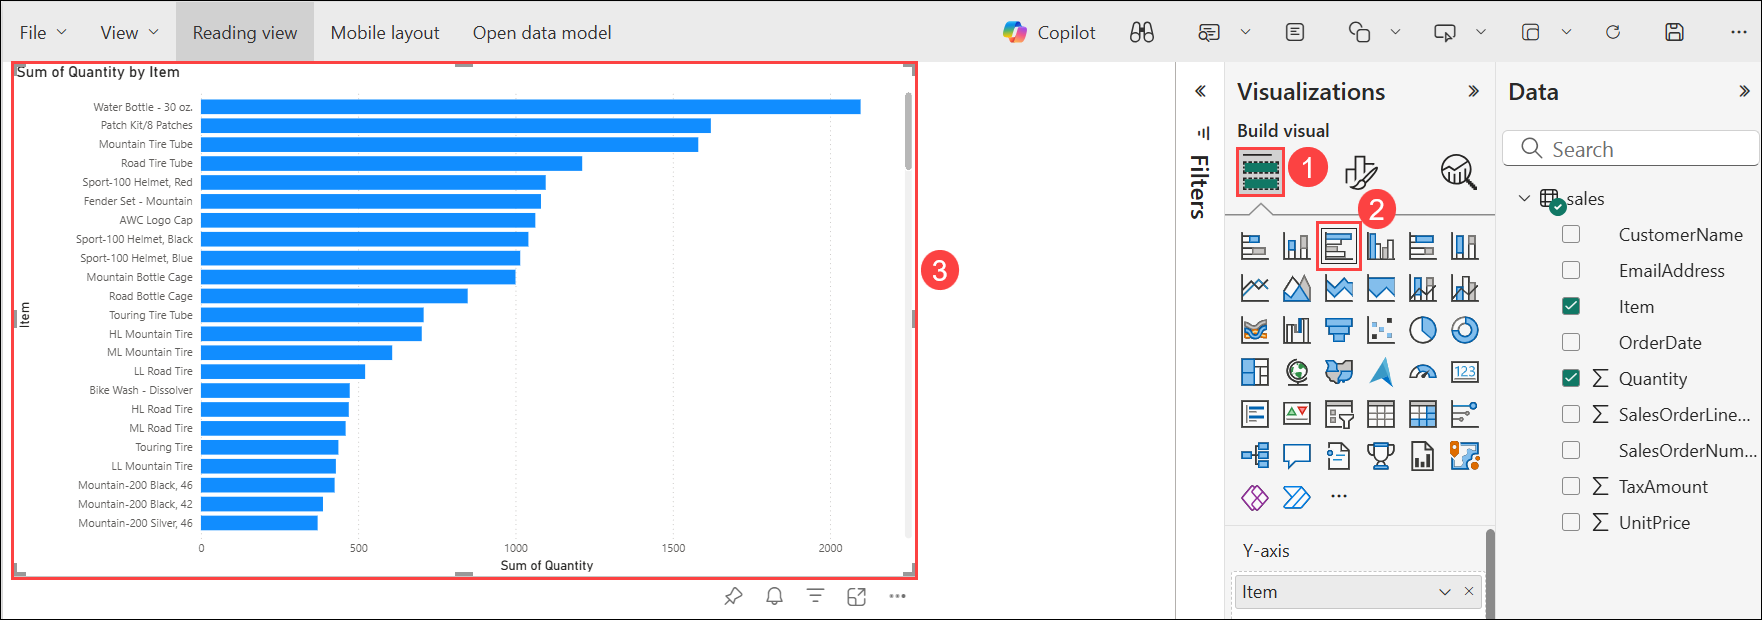 File View Reading view Mobile layout Open data model Copilot
Sum of Quantity by Item
Water Bottle - 30 oz.
Patch Kit/8 Patches
Mountain Tire Tube
Road Tire Tube
Sport-100 Helmet, Red
Fender Set - Mountain
AWC Logo Cap
Sport-100 Helmet, Black
Sport-100 Helmet, Blue
Mountain Bottle Cage
Road Bottle Cage
Touring Tire Tube
HL Mountain Tire
ML Mountain Tire
LL Road Tire
Bike Wash - Dissolver
HL Road Tire
ML Road Tire
Touring Tire
LL Mountain Tire
Mountain-200 Black, 46
Mountain-200 Black, 42
Mountain-200 Silver, 46
Item
0 500 1000 1500 2000
Sum of Quantity
3
Filters
Visualizations
Build visual
1
2
123
Y-axis
Item
Data
Search
sales
CustomerName
EmailAddress
Item
OrderDate
Σ Quantity
Σ SalesOrderLine...
SalesOrderNum...
Σ TaxAmount
Σ UnitPrice